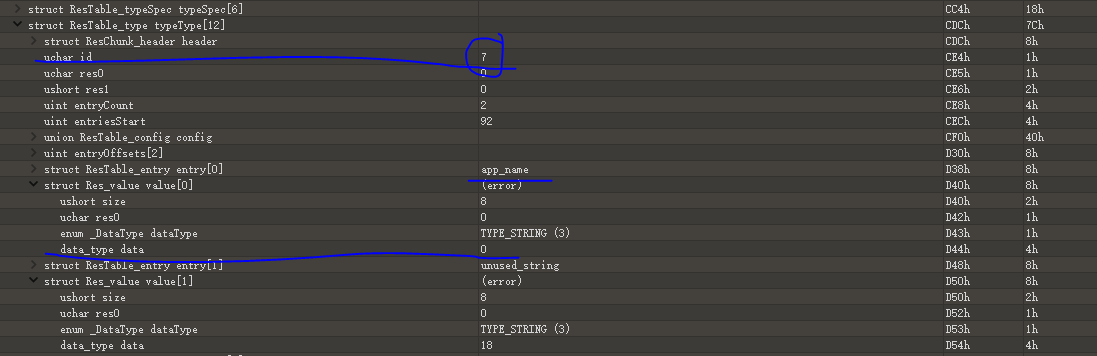 struct ResTable_typeSpec typeSpec[6] CC4h 18h
struct ResTable_type typeType[12] CDCh 7Ch
struct ResChunk_header header CDCh 8h
uchar id 7 CE4h 1h
uchar res0 0 CE5h 1h
ushort res1 0 CE6h 2h
uint entryCount 2 CE8h 4h
uint entriesStart 92 CECh 4h
union ResTable_config config CF0h 40h
uint entryOffsets[2] D30h 8h
struct ResTable_entry entry[0] app_name D38h 8h
struct Res_value value[0] (error) D40h 8h
ushort size 8 D40h 2h
uchar res0 0 D42h 1h
enum _DataType dataType TYPE_STRING (3) D43h 1h
data_type data 0 D44h 4h
struct ResTable_entry entry[1] unused_string D48h 8h
struct Res_value value[1] (error) D50h 8h
ushort size 8 D50h 2h
uchar res0 0 D52h 1h
enum _DataType dataType TYPE_STRING (3) D53h 1h
data_type data 18 D54h 4h